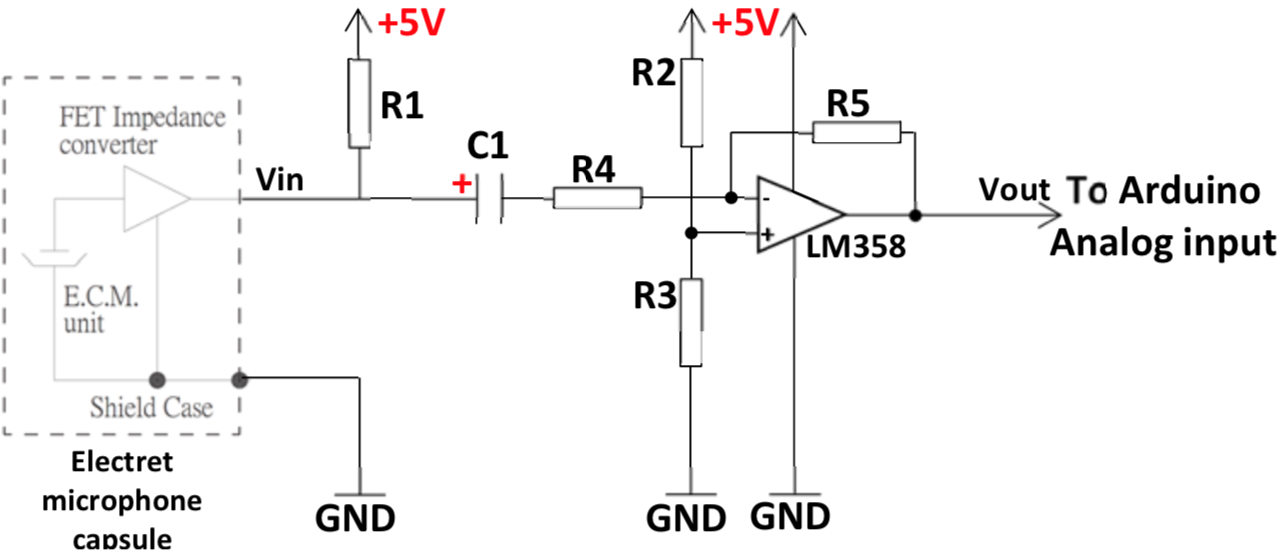 +5V
+5V
R2
R5
FET Impedance
converter
R1
C1
R4
Vin
+
-
Vout To Arduino
Analog input
+
LM358
E.C.M.
unit
R3
Shield Case
Electret
microphone
capsule
GND
GND
GND